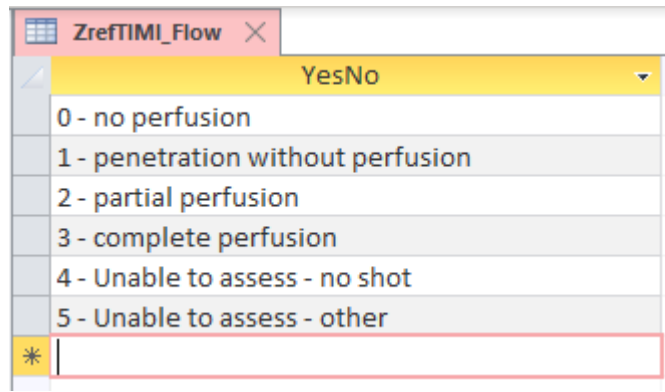 ZrefTIMI_Flow
YesNo
0 - no perfusion
1 - penetration without perfusion
2 - partial perfusion
3 - complete perfusion
4 - Unable to assess - no shot
5 - Unable to assess - other